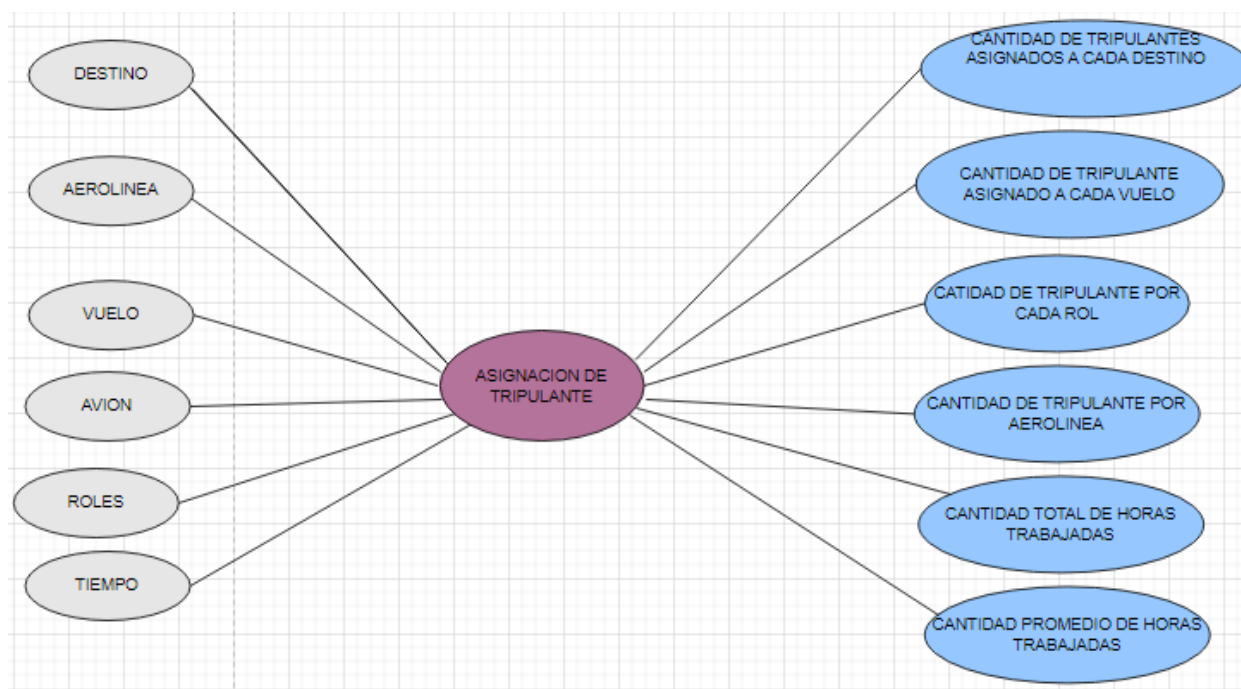 DESTINO
AEROLINEA
VUELO
AVION
ROLES
TIEMPO
ASIGNACION DE
TRIPULANTE
CANTIDAD DE TRIPULANTES
ASIGNADOS A CADA DESTINO
CANTIDAD DE TRIPULANTE
ASIGNADO A CADA VUELO
CATIDAD DE TRIPULANTE POR
CADA ROL
CANTIDAD DE TRIPULANTE POR
AEROLINEA
CANTIDAD TOTAL DE HORAS
TRABAJADAS
CANTIDAD PROMEDIO DE HORAS
TRABAJADAS